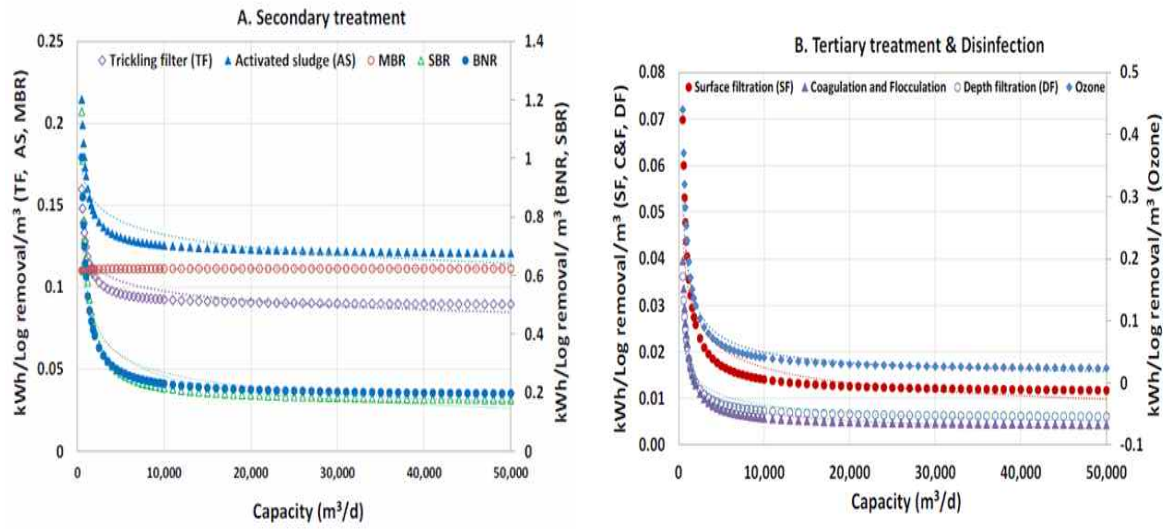 A. Secondary treatment
0.25
0.2
0.15
0.1
0.05
0
1.4
1.2
1
0.8
0.6
0.4
0.2
0
Trickling filter (TF) Activated sludge (AS) MBR SBR BNR
kWh/Log removal/m³ (TF, AS, MBR)
kWh/Log removal/ m³ (BNR, SBR)
0 10,000 20,000 30,000 40,000 50,000
Capacity (m³/d)
B. Tertiary treatment & Disinfection
0.08
0.07
0.06
0.05
0.04
0.03
0.02
0.01
0.00
0.5
0.4
0.3
0.2
0.1
0
-0.1
Surface filtration (SF) Coagulation and Flocculation Depth filtration (DF) Ozone
kWh/Log removal/m³ (SF, C&F, DF)
kWh/Log removal/m³ (Ozone)
0 10,000 20,000 30,000 40,000 50,000
Capacity (m³/d)